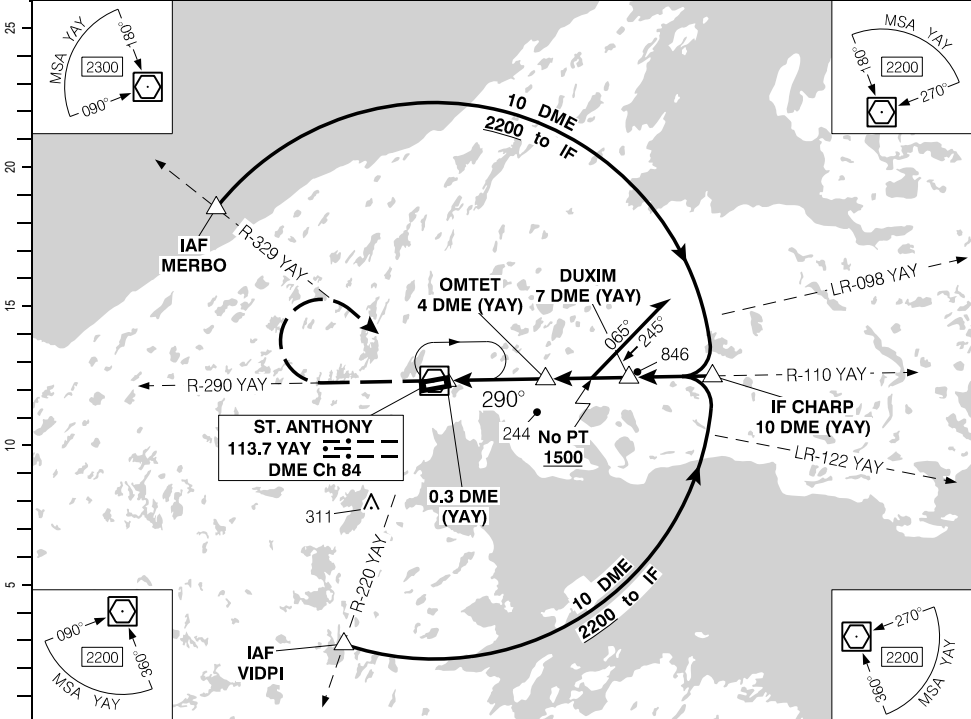 25
20
15
10
5
MSA YAY
180°
2300
090°
MSA YAY
180°
2200
270°
10 DME
2200 to IF
IAF
MERBO
R-329 YAY
OMTET
4 DME (YAY)
DUXIM
7 DME (YAY)
LR-098 YAY
065°
245°
846
R-290 YAY
290°
R-110 YAY
IF CHARP
10 DME (YAY)
ST. ANTHONY
113.7 YAY
DME Ch 84
244
No PT
1500
LR-122 YAY
0.3 DME
(YAY)
311
R-220 YAY
10 DME
2200 to IF
IAF
VIDPI
090°
2200
360°
MSA YAY
270°
2200
360°
MSA YAY